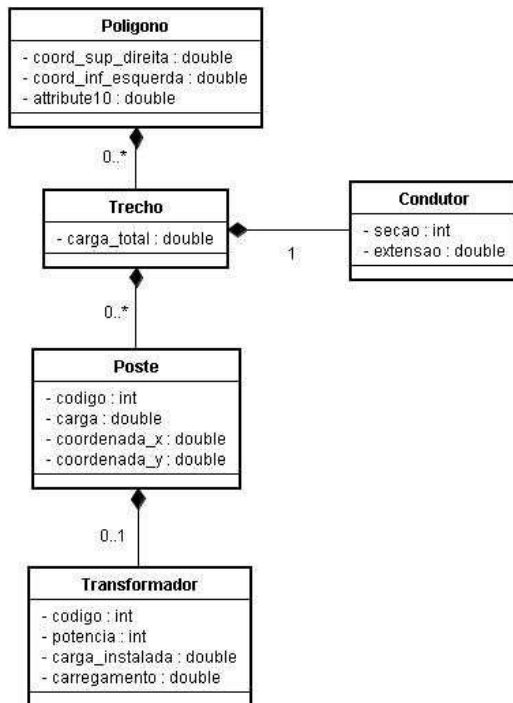 Poligono
- coord_sup_direita : double
- coord_inf_esquerda : double
- attribute10 : double
0..*
Trecho
- carga_total : double
Condutor
- secao : int
- extensao : double
1
0..*
Poste
- codigo : int
- carga : double
- coordenada_x : double
- coordenada_y : double
0..1
Transformador
- codigo : int
- potencia : int
- carga_instalada : double
- carregamento : double